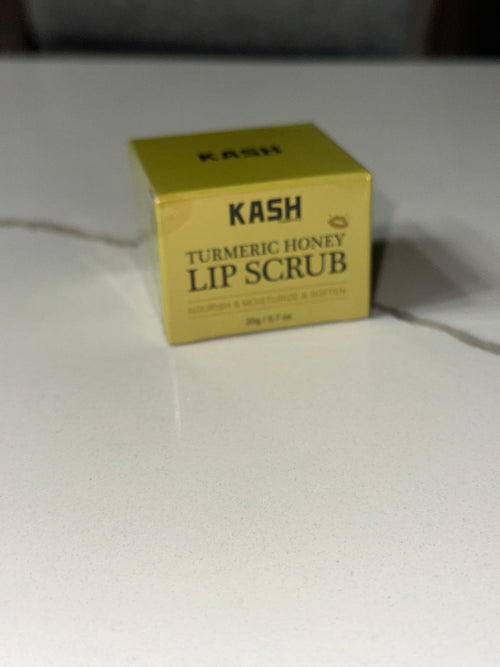 KASH
KASH
TURMERIC HONEY
LIP SCRUB
NOURISH & MOISTURIZE & SOFTEN
20g / 0.7 oz